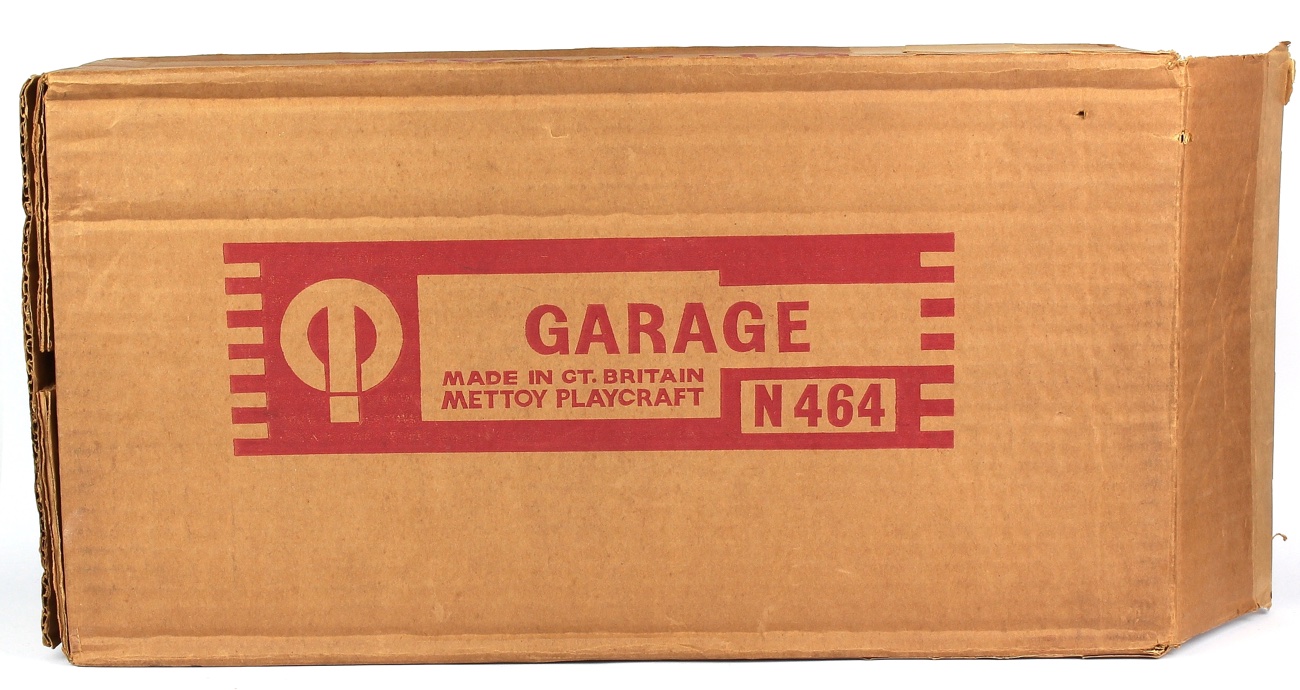 GARAGE
MADE IN GT. BRITAIN
METTOY PLAYCRAFT
N 464